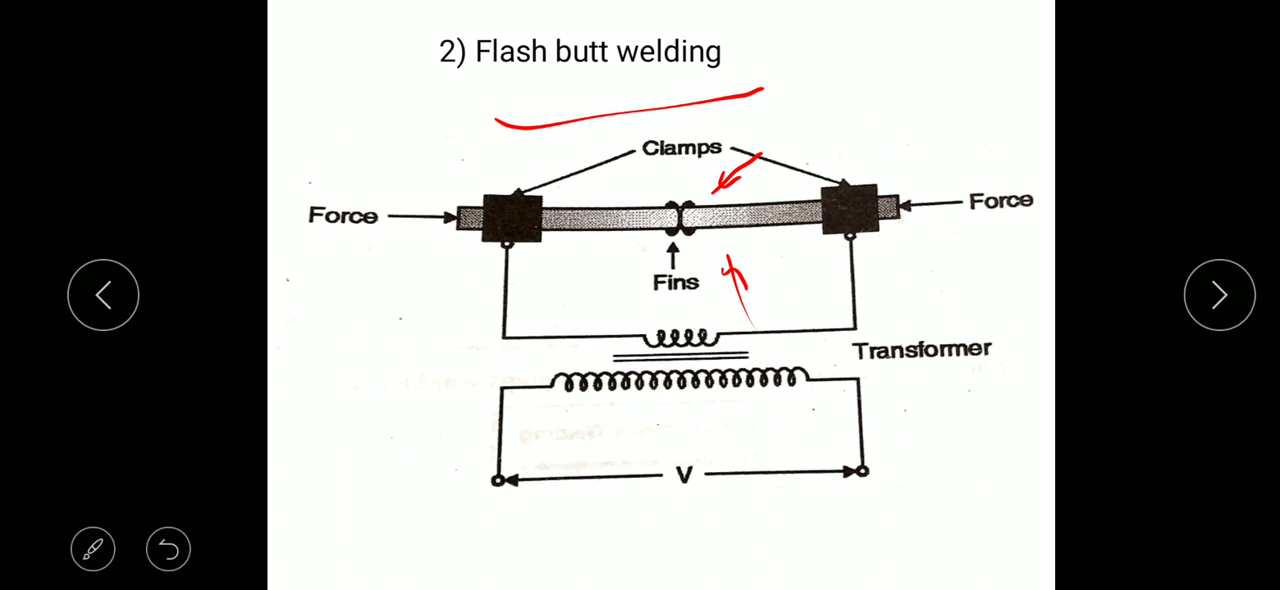 2) Flash butt welding
Clamps
Force
Force
Fins
Transformer
V